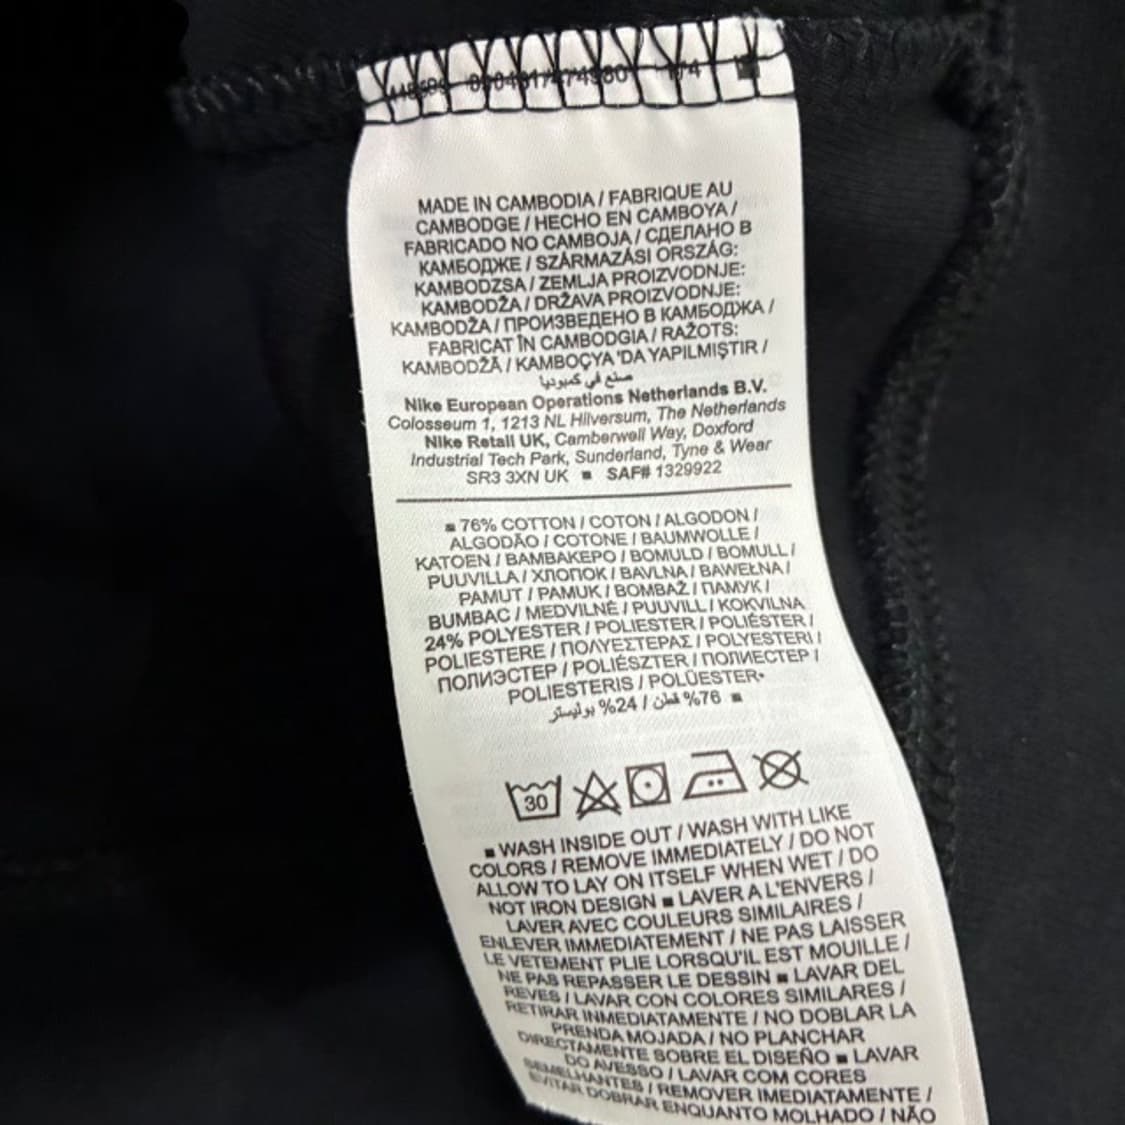 MADE IN CAMBODIA / FABRIQUE AU
CAMBODGE / HECHO EN CAMBOYA /
FABRICADO NO CAMBOJA / СДЕЛАНО В
КАМБОДЖЕ / SZÁRMAZÁSI ORSZÁG:
KAMBODZSA / ZEMLJA PROIZVODNJE:
KAMBODŽA / DRŽAVA PROIZVODNJE:
KAMBODŽA / ПРОИЗВЕДЕНО В КАМБОДЖА /
FABRICAT ÎN CAMBODGIA / RAŽOTS:
KAMBODŽĀ / KAMBOÇYA 'DA YAPILMIŞTIR /
صنع في كمبوديا
Nike European Operations Netherlands B.V.
Colosseum 1, 1213 NL Hilversum, The Netherlands
Nike Retail UK, Camberwell Way, Doxford
Industrial Tech Park, Sunderland, Tyne & Wear
SR3 3XN UK ■ SAF# 1329922
■ 76% COTTON / COTON / ALGODON /
ALGODÃO / COTONE / BAUMWOLLE /
KATOEN / ΒΑΜΒΑΚΕΡΟ / BOMULD / BOMULL /
PUUVILLA / ХЛОПОК / BAVLNA / BAWEŁNA /
PAMUT / PAMUK / BOMBAŽ / ПАМУК /
BUMBAC / MEDVILNĖ / PUUVILL / KOKVILNA
24% POLYESTER / POLIESTER / POLIÉSTER /
POLIESTERE / ΠΟΛΥΕΣΤΕΡΑΣ / POLYESTERI /
ПОЛИЭСТЕР / POLIÉSZTER / ПОЛИЕСТЕР /
POLIESTERIS / POLÜESTER•
%76 قطن / %24 بوليستر ■
30
■ WASH INSIDE OUT / WASH WITH LIKE
COLORS / REMOVE IMMEDIATELY / DO NOT
ALLOW TO LAY ON ITSELF WHEN WET / DO
NOT IRON DESIGN ■ LAVER A L'ENVERS /
LAVER AVEC COULEURS SIMILAIRES /
ENLEVER IMMEDIATEMENT / NE PAS LAISSER
LE VETEMENT PLIE LORSQU'IL EST MOUILLE /
NE PAS REPASSER LE DESSIN ■ LAVAR DEL
REVES / LAVAR CON COLORES SIMILARES /
RETIRAR INMEDIATAMENTE / NO DOBLAR LA
PRENDA MOJADA / NO PLANCHAR
DIRECTAMENTE SOBRE EL DISEÑO ■ LAVAR
DO AVESSO / LAVAR COM CORES
SEMELHANTES / REMOVER IMEDIATAMENTE /
EVITAR DOBRAR ENQUANTO MOLHADO / NÃO